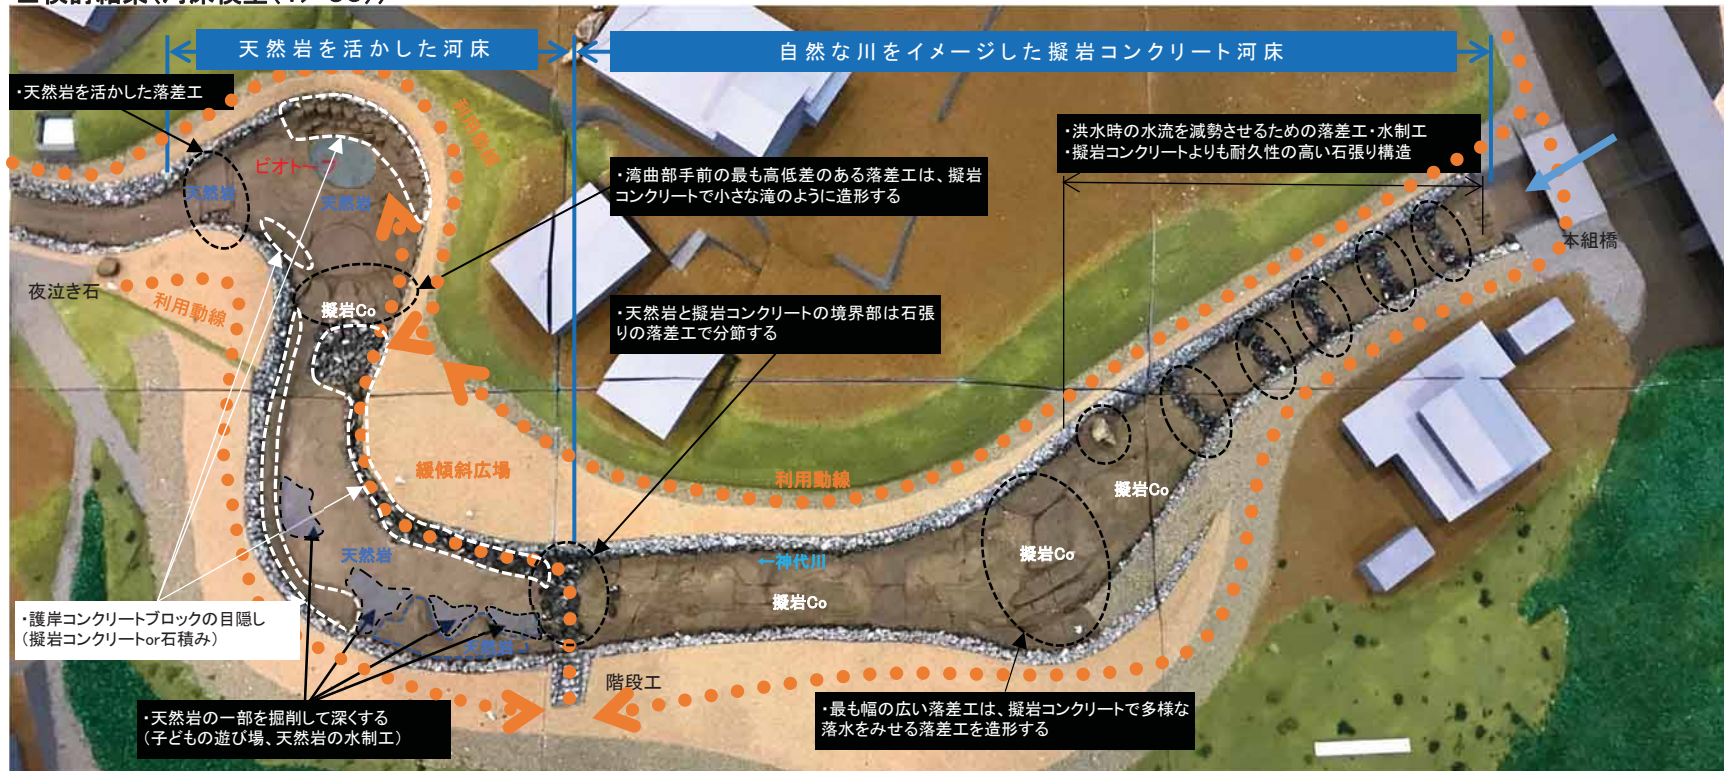 天然岩を活かした河床
自然な川をイメージした擬岩コンクリート河床
・天然岩を活かした落差工
利用動線
・洪水時の水流を減勢させるための落差工・水制工
・擬岩コンクリートよりも耐久性の高い石張り構造
ビオトープ
・湾曲部手前の最も高低差のある落差工は、擬岩
コンクリートで小さな滝のように造形する
天然岩
天然岩
本組橋
夜泣き石
利用動線
擬岩Co
・天然岩と擬岩コンクリートの境界部は石張
りの落差工で分節する
緩傾斜広場
利用動線
擬岩Co
天然岩
←神代川
擬岩Co
擬岩Co
・護岸コンクリートブロックの目隠し
（擬岩コンクリートor石積み）
天然岩
階段工
・天然岩の一部を掘削して深くする
（子どもの遊び場、天然岩の水制工）
・最も幅の広い落差工は、擬岩コンクリートで多様な
落水をみせる落差工を造形する